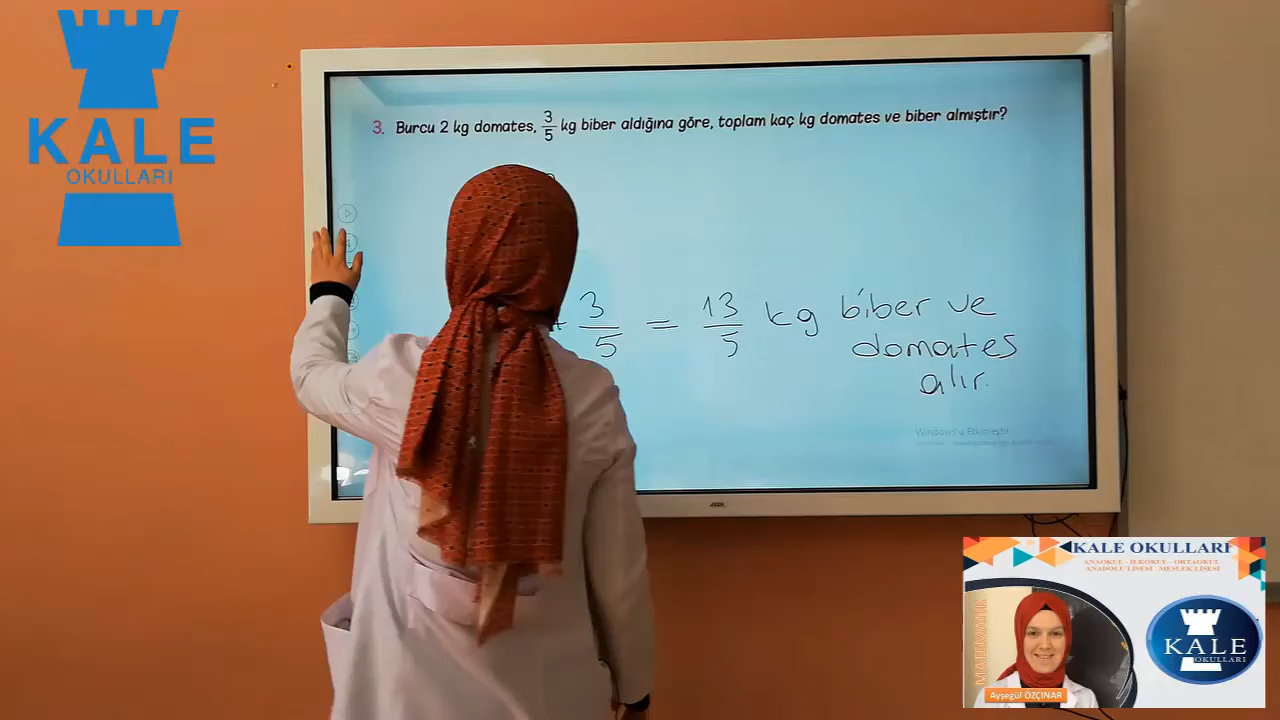 KALE
OKULLARI
3. Burcu 2 kg domates, 3/5 kg biber aldığına göre, toplam kaç kg domates ve biber almıştır?
+ 3/5 = 13/5 kg biber ve
domates
alır.
Windows'u Etkinleştir
KALE OKULLARI
ANAOKUL - İLKOKUL - ORTAOKUL
ANADOLU LİSESİ - MESLEK LİSESİ
MATEMATİK
KALE
OKULLARI
Ayşegül ÖZÇINAR